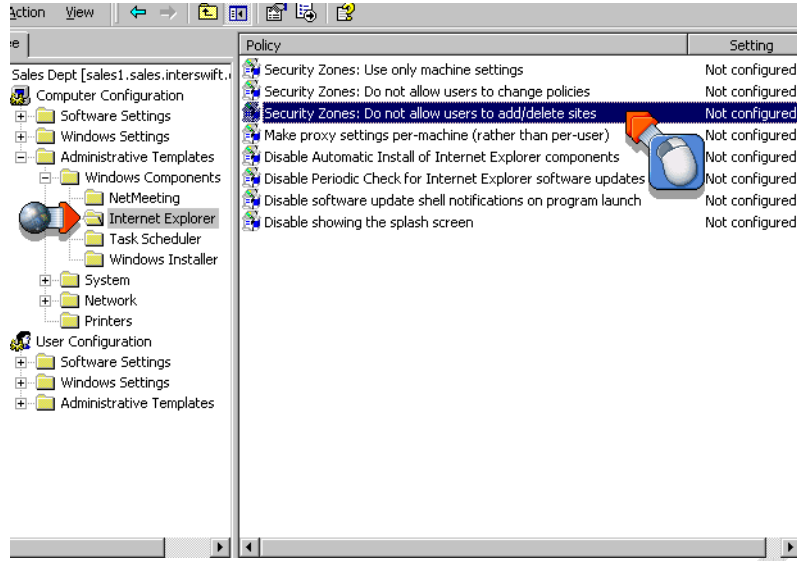 Action View
ee
Policy Setting
Sales Dept [sales1.sales.interswift.
Computer Configuration
Software Settings
Windows Settings
Administrative Templates
Windows Components
NetMeeting
Internet Explorer
Task Scheduler
Windows Installer
System
Network
Printers
User Configuration
Software Settings
Windows Settings
Administrative Templates
Security Zones: Use only machine settings Not configured
Security Zones: Do not allow users to change policies Not configured
Security Zones: Do not allow users to add/delete sites Not configured
Make proxy settings per-machine (rather than per-user) Not configured
Disable Automatic Install of Internet Explorer components Not configured
Disable Periodic Check for Internet Explorer software updates Not configured
Disable software update shell notifications on program launch Not configured
Disable showing the splash screen Not configured